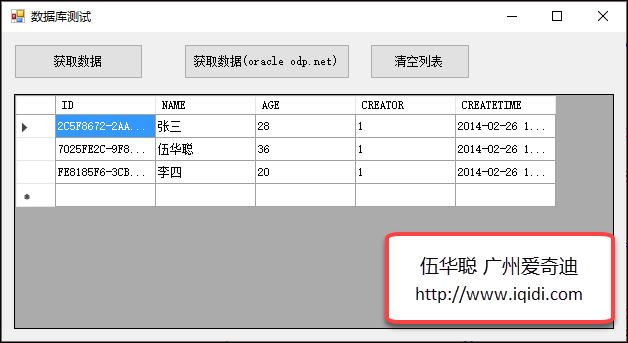 数据库测试
获取数据 获取数据(oracle odp.net) 清空列表
ID NAME AGE CREATOR CREATETIME
2C5F8672-2AA... 张三 28 1 2014-02-26 1...
7025FE2C-9F8... 伍华聪 36 1 2014-02-26 1...
FE8185F6-3CB... 李四 20 1 2014-02-26 1...
伍华聪 广州爱奇迪
http://www.iqidi.com